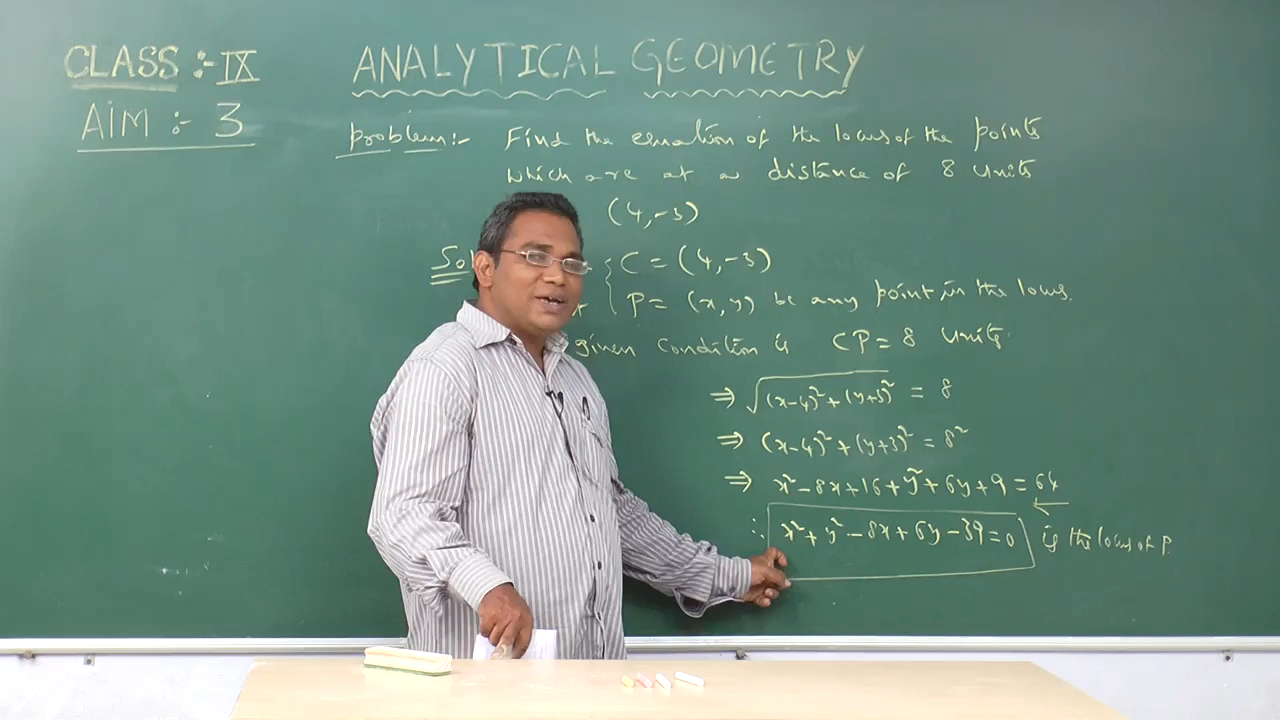 CLASS :- IX
ANALYTICAL GEOMETRY
AIM :- 3
Problem:- Find the equation of the locus of the points
which are at a distance of 8 units
(4,-3)
C = (4,-3)
P = (x,y) be any point in the locus.
given condition is CP = 8 units.
⇒ √(x-4)²+(y+3)² = 8
⇒ (x-4)²+(y+3)² = 8²
⇒ x²-8x+16+y²+6y+9 = 64
∴ x²+y²-8x+6y-39=0 is the locus of P.